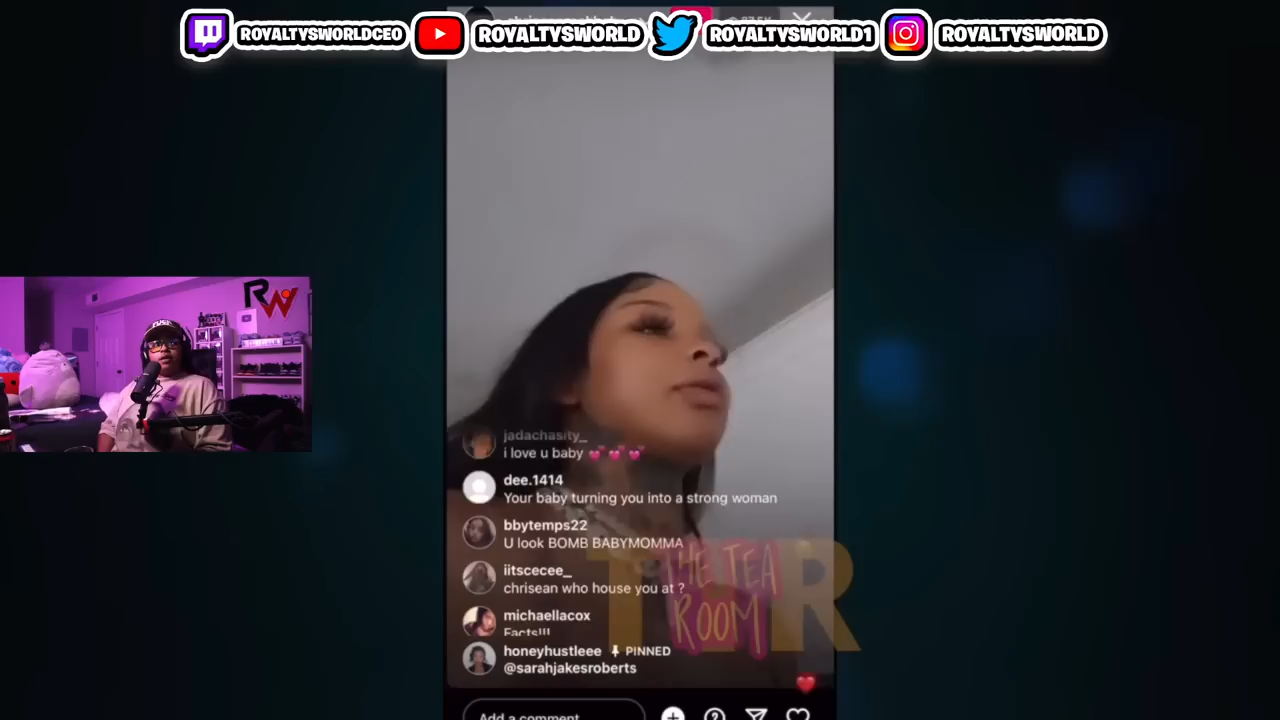 ROYALTYSWORLDCEO
ROYALTYSWORLD
ROYALTYSWORLD1
ROYALTYSWORLD
RW
jadachasity_
i love u baby 💕 💕 💕
dee.1414
Your baby turning you into a strong woman
bbytemps22
U look BOMB BABYMOMMA
iitscecee_
chrisean who house you at ?
michaellacox
Facts!!!
honeyhustleee PINNED
@sarahjakesroberts
THE TEA
ROOM
T R
Add a comment